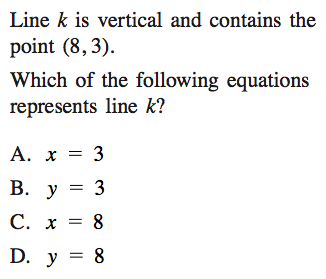 Line k is vertical and contains the
point (8, 3).
Which of the following equations
represents line k?
A. x = 3
B. y = 3
C. x = 8
D. y = 8